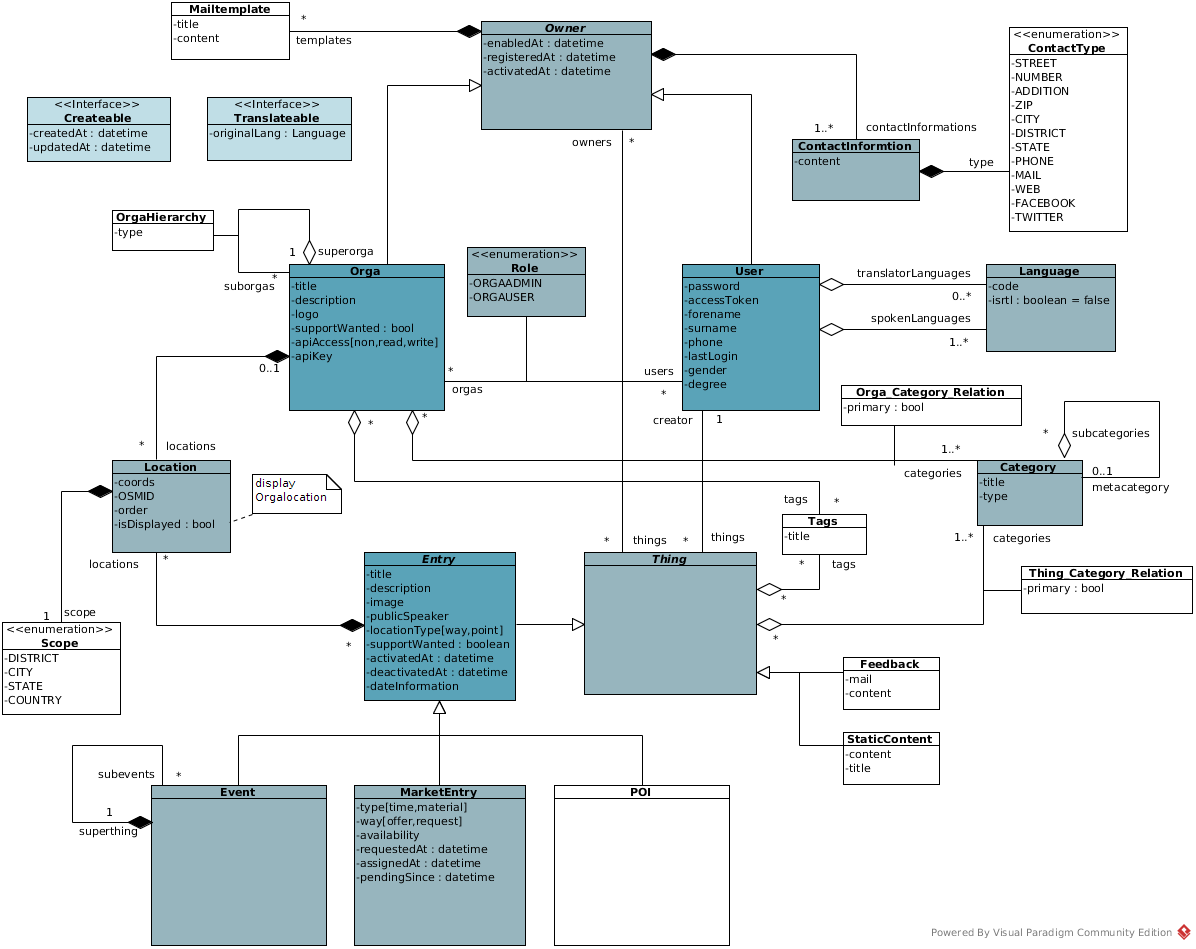 Mailtemplate
-title
-content
*
templates
Owner
-enabledAt : datetime
-registeredAt : datetime
-activatedAt : datetime
<<enumeration>>
ContactType
-STREET
-NUMBER
-ADDITION
-ZIP
-CITY
-DISTRICT
-STATE
-PHONE
-MAIL
-WEB
-FACEBOOK
-TWITTER
<<Interface>>
Createable
-createdAt : datetime
-updatedAt : datetime
<<Interface>>
Translateable
-originalLang : Language
1..*
contactInformations
owners
*
ContactInformtion
-content
type
OrgaHierarchy
-type
1
superorga
suborgas
*
Orga
-title
-description
-logo
-supportWanted : bool
-apiAccess[non,read,write]
-apiKey
<<enumeration>>
Role
-ORGAADMIN
-ORGAUSER
User
-password
-accessToken
-forename
-surname
-phone
-lastLogin
-gender
-degree
translatorLanguages
0..*
spokenLanguages
1..*
Language
-code
-isrtl : boolean = false
0..1
*
orgas
users
*
creator
1
*
*
Orga_Category_Relation
-primary : bool
1..*
categories
*
subcategories
0..1
metacategory
Category
-title
-type
*
locations
Location
-coords
-OSMID
-order
-isDisplayed : bool
display
Orgalocation
tags
*
Tags
-title
*
tags
*
1..*
categories
*
things
*
things
locations
*
Entry
-title
-description
-image
-publicSpeaker
-locationType[way,point]
-supportWanted : boolean
-activatedAt : datetime
-deactivatedAt : datetime
-dateInformation
Thing
Thing_Category_Relation
-primary : bool
1
scope
<<enumeration>>
Scope
-DISTRICT
-CITY
-STATE
-COUNTRY
*
*
Feedback
-mail
-content
StaticContent
-content
-title
subevents
*
1
superthing
Event
MarketEntry
-type[time,material]
-way[offer,request]
-availability
-requestedAt : datetime
-assignedAt : datetime
-pendingSince : datetime
POI
Powered By Visual Paradigm Community Edition